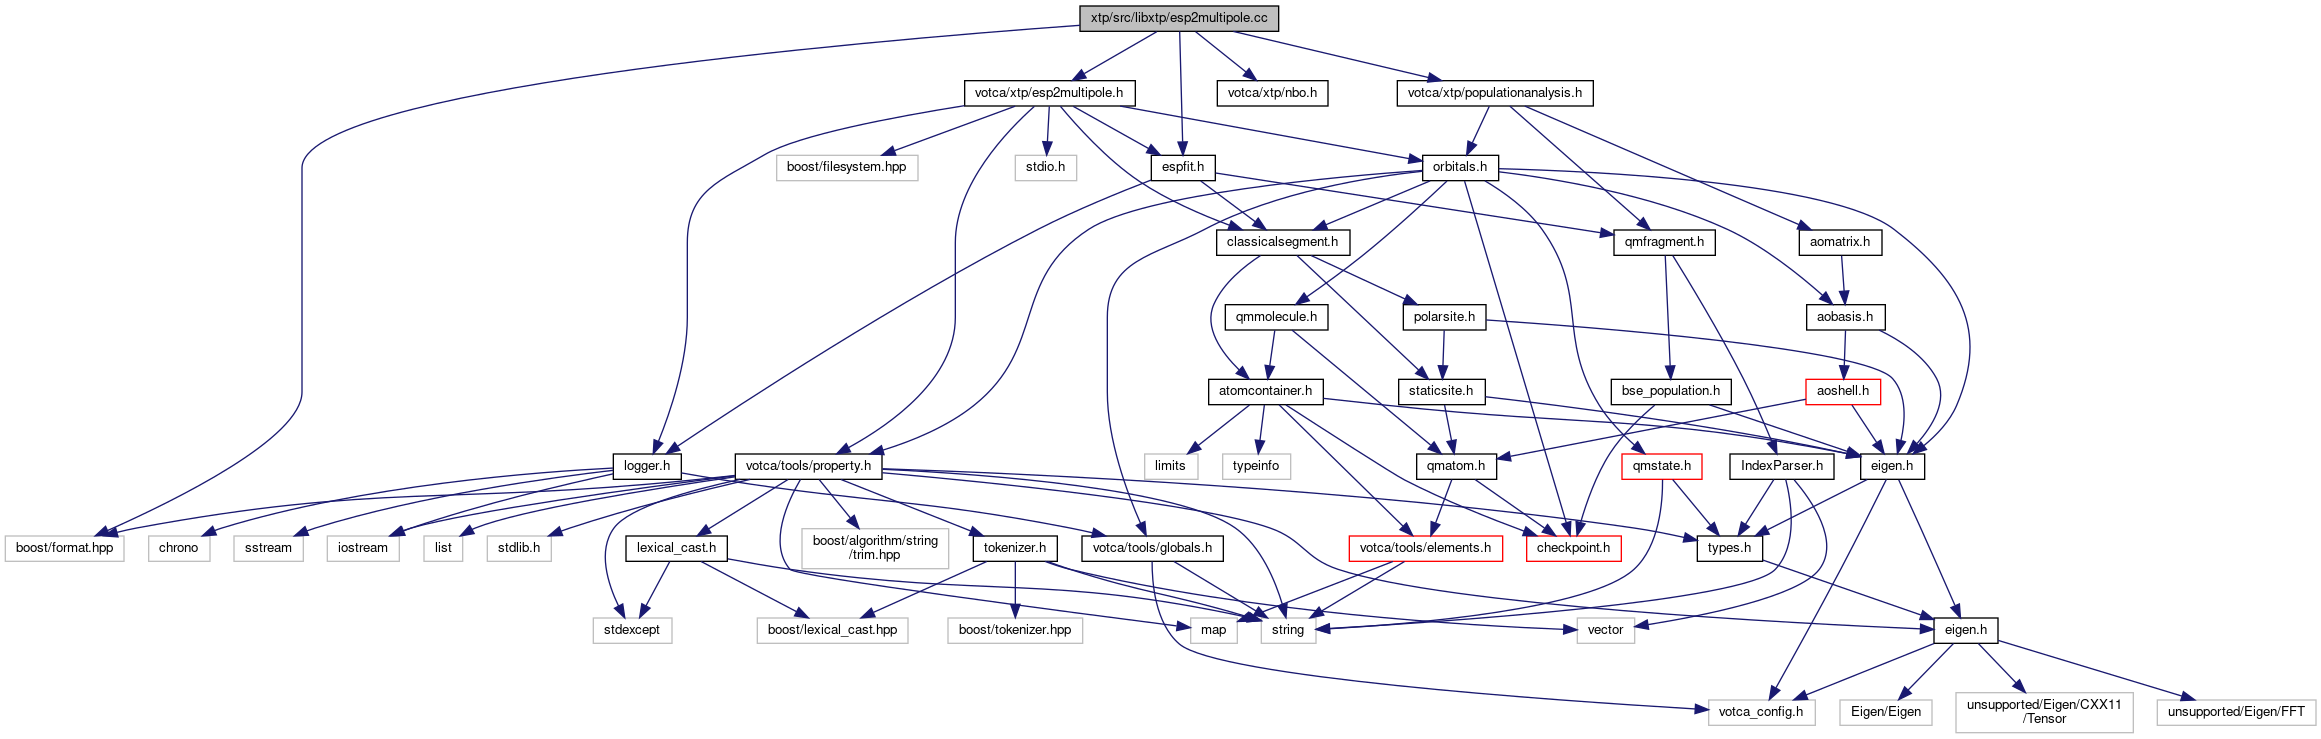 xtp/src/libxtp/esp2multipole.cc
votca/xtp/esp2multipole.h
votca/xtp/nbo.h
votca/xtp/populationanalysis.h
boost/filesystem.hpp
stdio.h
espfit.h
orbitals.h
classicalsegment.h
qmfragment.h
aomatrix.h
qmmolecule.h
polarsite.h
aobasis.h
atomcontainer.h
staticsite.h
bse_population.h
aoshell.h
logger.h
votca/tools/property.h
limits
typeinfo
qmatom.h
qmstate.h
IndexParser.h
eigen.h
boost/format.hpp
chrono
sstream
iostream
list
stdlib.h
lexical_cast.h
boost/algorithm/string
/trim.hpp
tokenizer.h
votca/tools/globals.h
votca/tools/elements.h
checkpoint.h
types.h
stdexcept
boost/lexical_cast.hpp
boost/tokenizer.hpp
map
string
vector
eigen.h
votca_config.h
Eigen/Eigen
unsupported/Eigen/CXX11
/Tensor
unsupported/Eigen/FFT